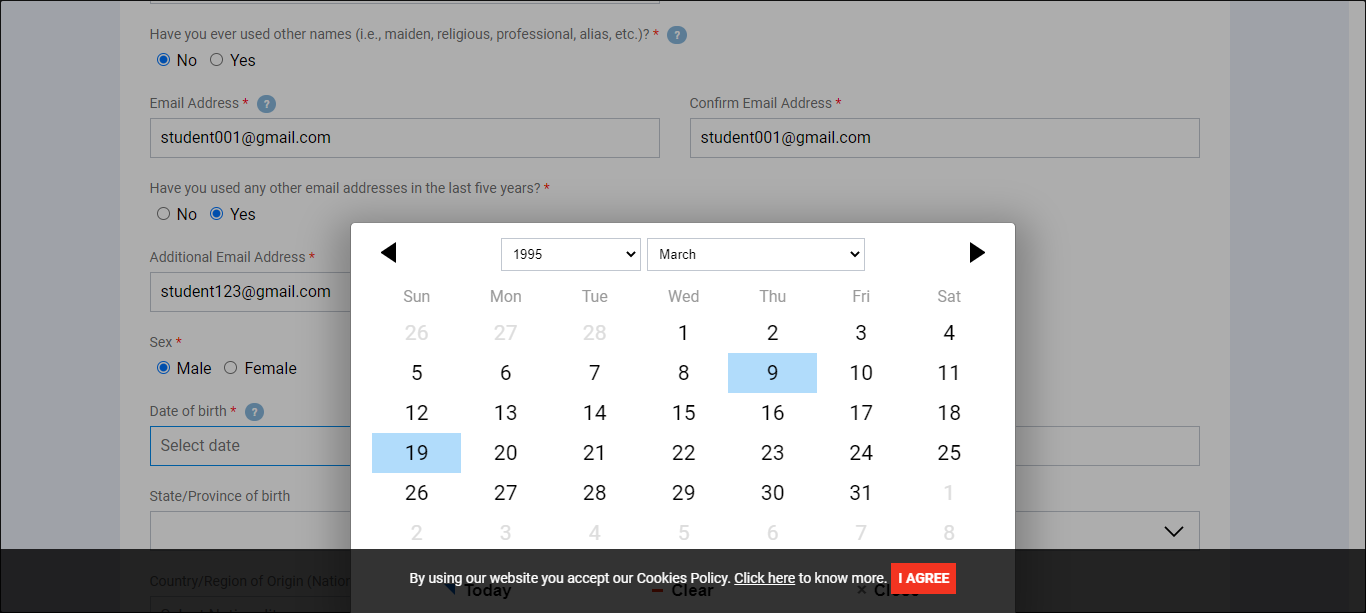 Have you ever used other names (i.e., maiden, religious, professional, alias, etc.)? * ?
No Yes
Email Address * ?
Confirm Email Address *
student001@gmail.com
student001@gmail.com
Have you used any other email addresses in the last five years? *
No Yes
Additional Email Address *
student123@gmail.com
Sex *
Male Female
Date of birth * ?
Select date
State/Province of birth
Country/Region of Origin (Nation
1995 March
Sun Mon Tue Wed Thu Fri Sat
26 27 28 1 2 3 4
5 6 7 8 9 10 11
12 13 14 15 16 17 18
19 20 21 22 23 24 25
26 27 28 29 30 31 1
2 3 4 5 6 7 8
Today Clear × Close
By using our website you accept our Cookies Policy. Click here to know more. I AGREE